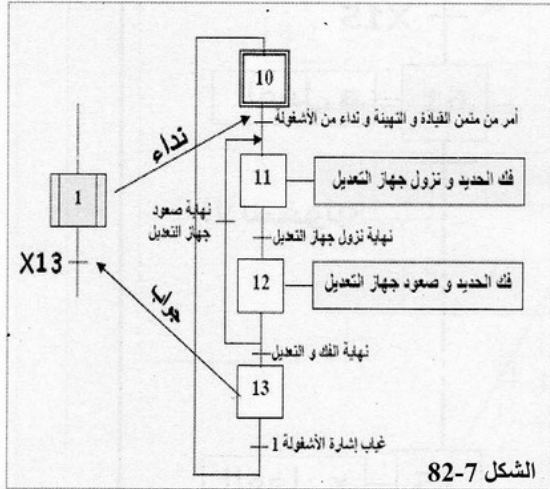 10
أمر من متمن القيادة و التهيئة و نداء من الأشغولة
نداء
11
فك الحديد و نزول جهاز التعديل
1
نهاية صعود
جهاز التعديل
نهاية نزول جهاز التعديل
X13
12
فك الحديد و صعود جهاز التعديل
جواب
نهاية الفك و التعديل
13
غياب إشارة الأشغولة 1
الشكل 7-82